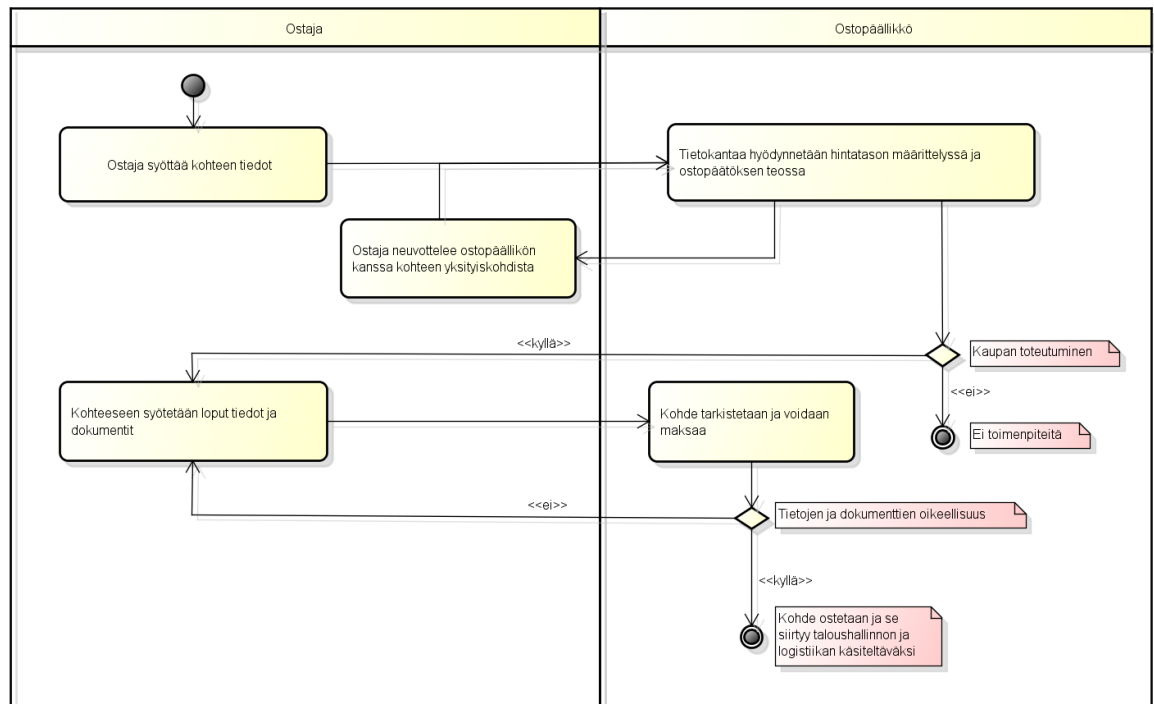 Ostaja
Ostopäällikkö
Ostaja syöttää kohteen tiedot
Tietokantaa hyödynnetään hintatason määrittelyssä ja
ostopäätöksen teossa
Ostaja neuvottelee ostopäällikön
kanssa kohteen yksityiskohdista
<<kyllä>>
Kaupan toteutuminen
<<ei>>
Ei toimenpiteitä
Kohteeseen syötetään loput tiedot ja
dokumentit
Kohde tarkistetaan ja voidaan
maksaa
<<ei>>
Tietojen ja dokumenttien oikeellisuus
<<kyllä>>
Kohde ostetaan ja se
siirtyy taloushallinnon ja
logistiikan käsiteltäväksi